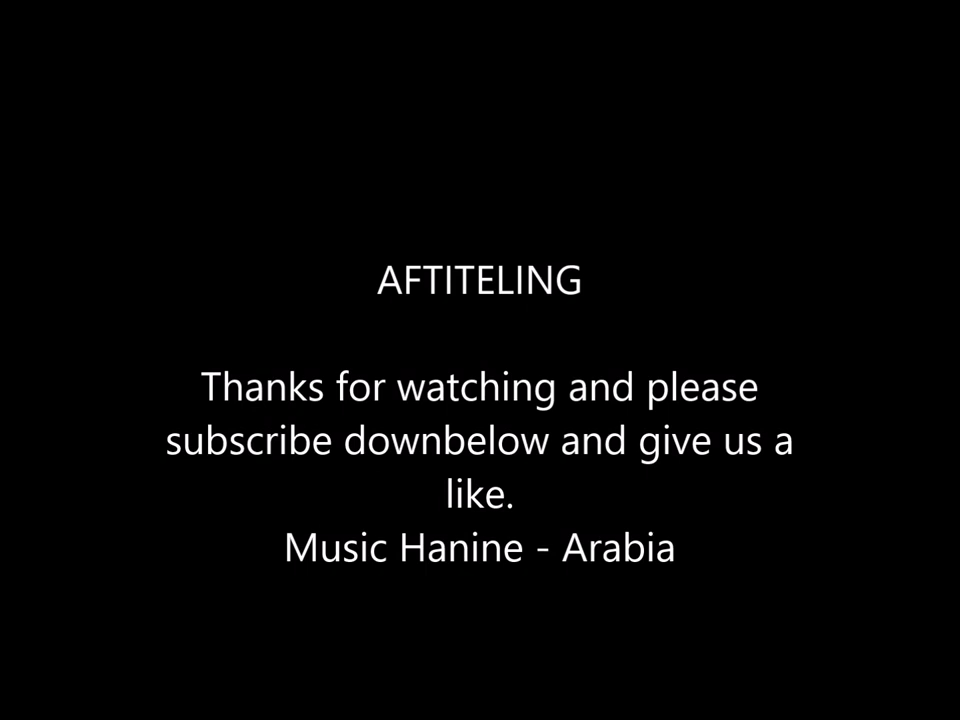 AFTITELING
Thanks for watching and please
subscribe downbelow and give us a
like.
Music Hanine - Arabia